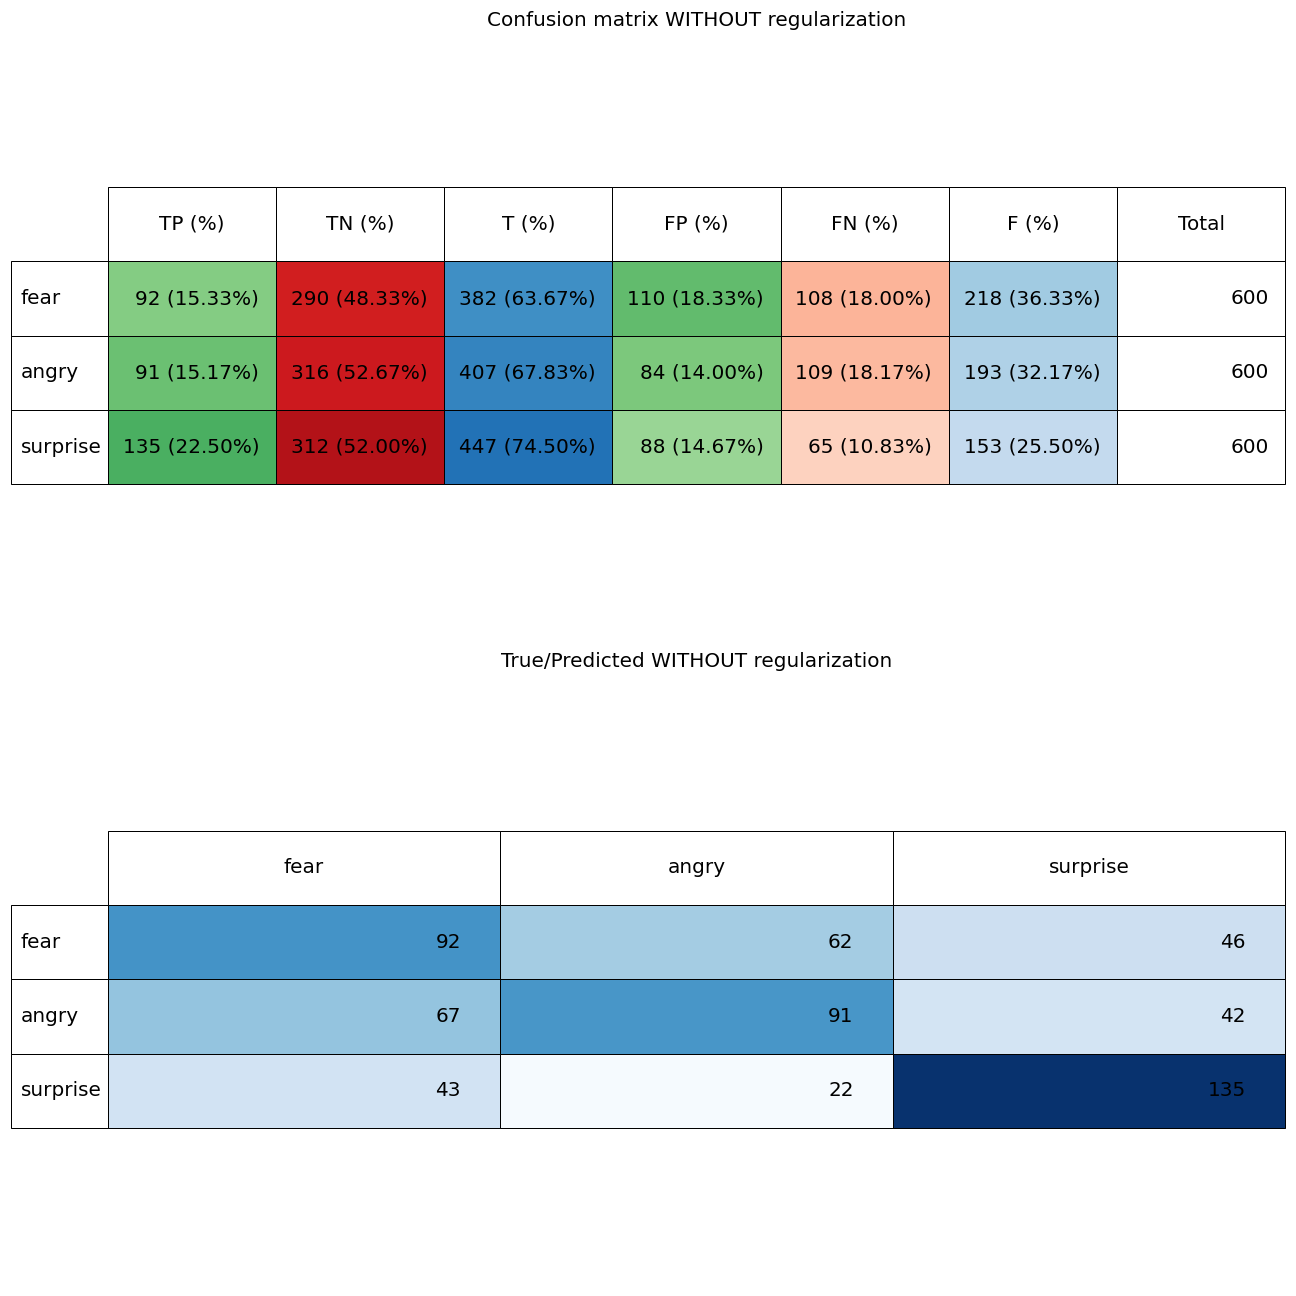 Confusion matrix WITHOUT regularization
TP (%) TN (%) T (%) FP (%) FN (%) F (%) Total
fear 92 (15.33%) 290 (48.33%) 382 (63.67%) 110 (18.33%) 108 (18.00%) 218 (36.33%) 600
angry 91 (15.17%) 316 (52.67%) 407 (67.83%) 84 (14.00%) 109 (18.17%) 193 (32.17%) 600
surprise 135 (22.50%) 312 (52.00%) 447 (74.50%) 88 (14.67%) 65 (10.83%) 153 (25.50%) 600
True/Predicted WITHOUT regularization
fear angry surprise
fear 92 62 46
angry 67 91 42
surprise 43 22 135